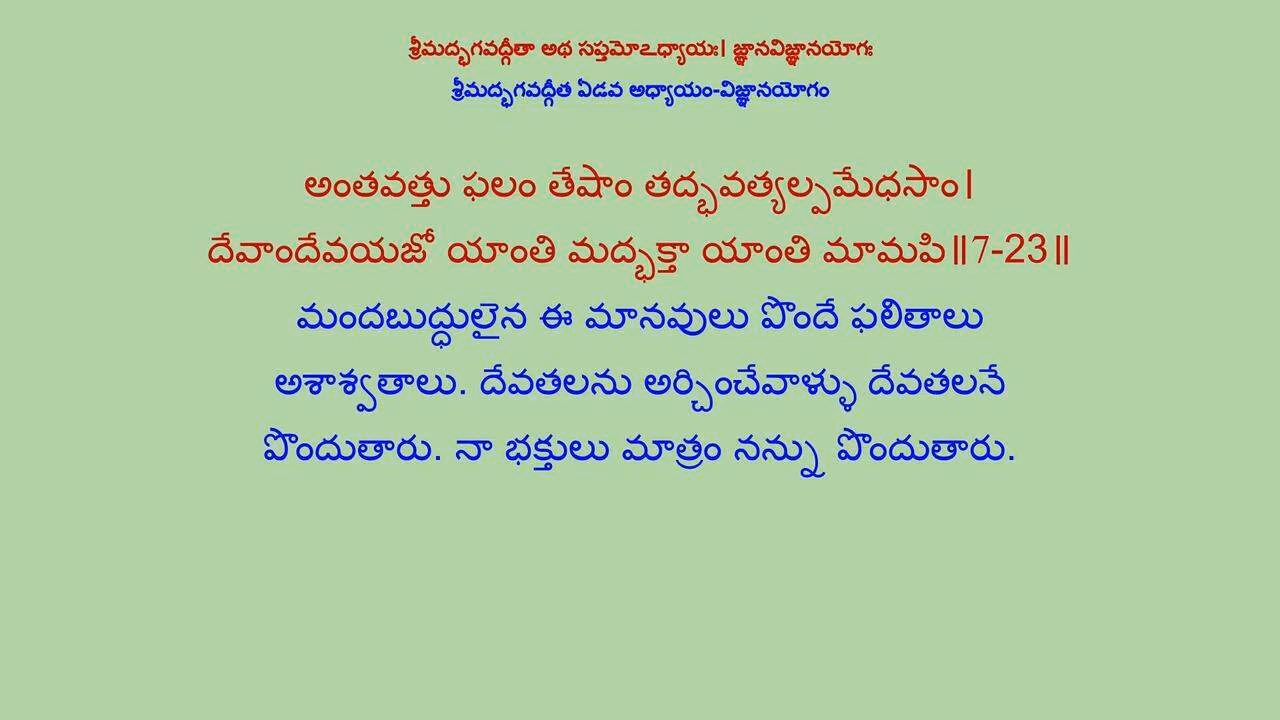 శ్రీమద్భగవద్గీతా అథ సప్తమోఽధ్యాయః। జ్ఞానవిజ్ఞానయోగః
శ్రీమద్భగవద్గీత ఏడవ అధ్యాయం-విజ్ఞానయోగం
అంతవత్తు ఫలం తేషాం తద్భవత్యల్పమేధసాం।
దేవాందేవయజో యాంతి మద్భక్తా యాంతి మామపి॥7-23॥
మందబుద్ధులైన ఈ మానవులు పొందే ఫలితాలు
అశాశ్వతాలు. దేవతలను అర్చించేవాళ్ళు దేవతలనే
పొందుతారు. నా భక్తులు మాత్రం నన్ను పొందుతారు.